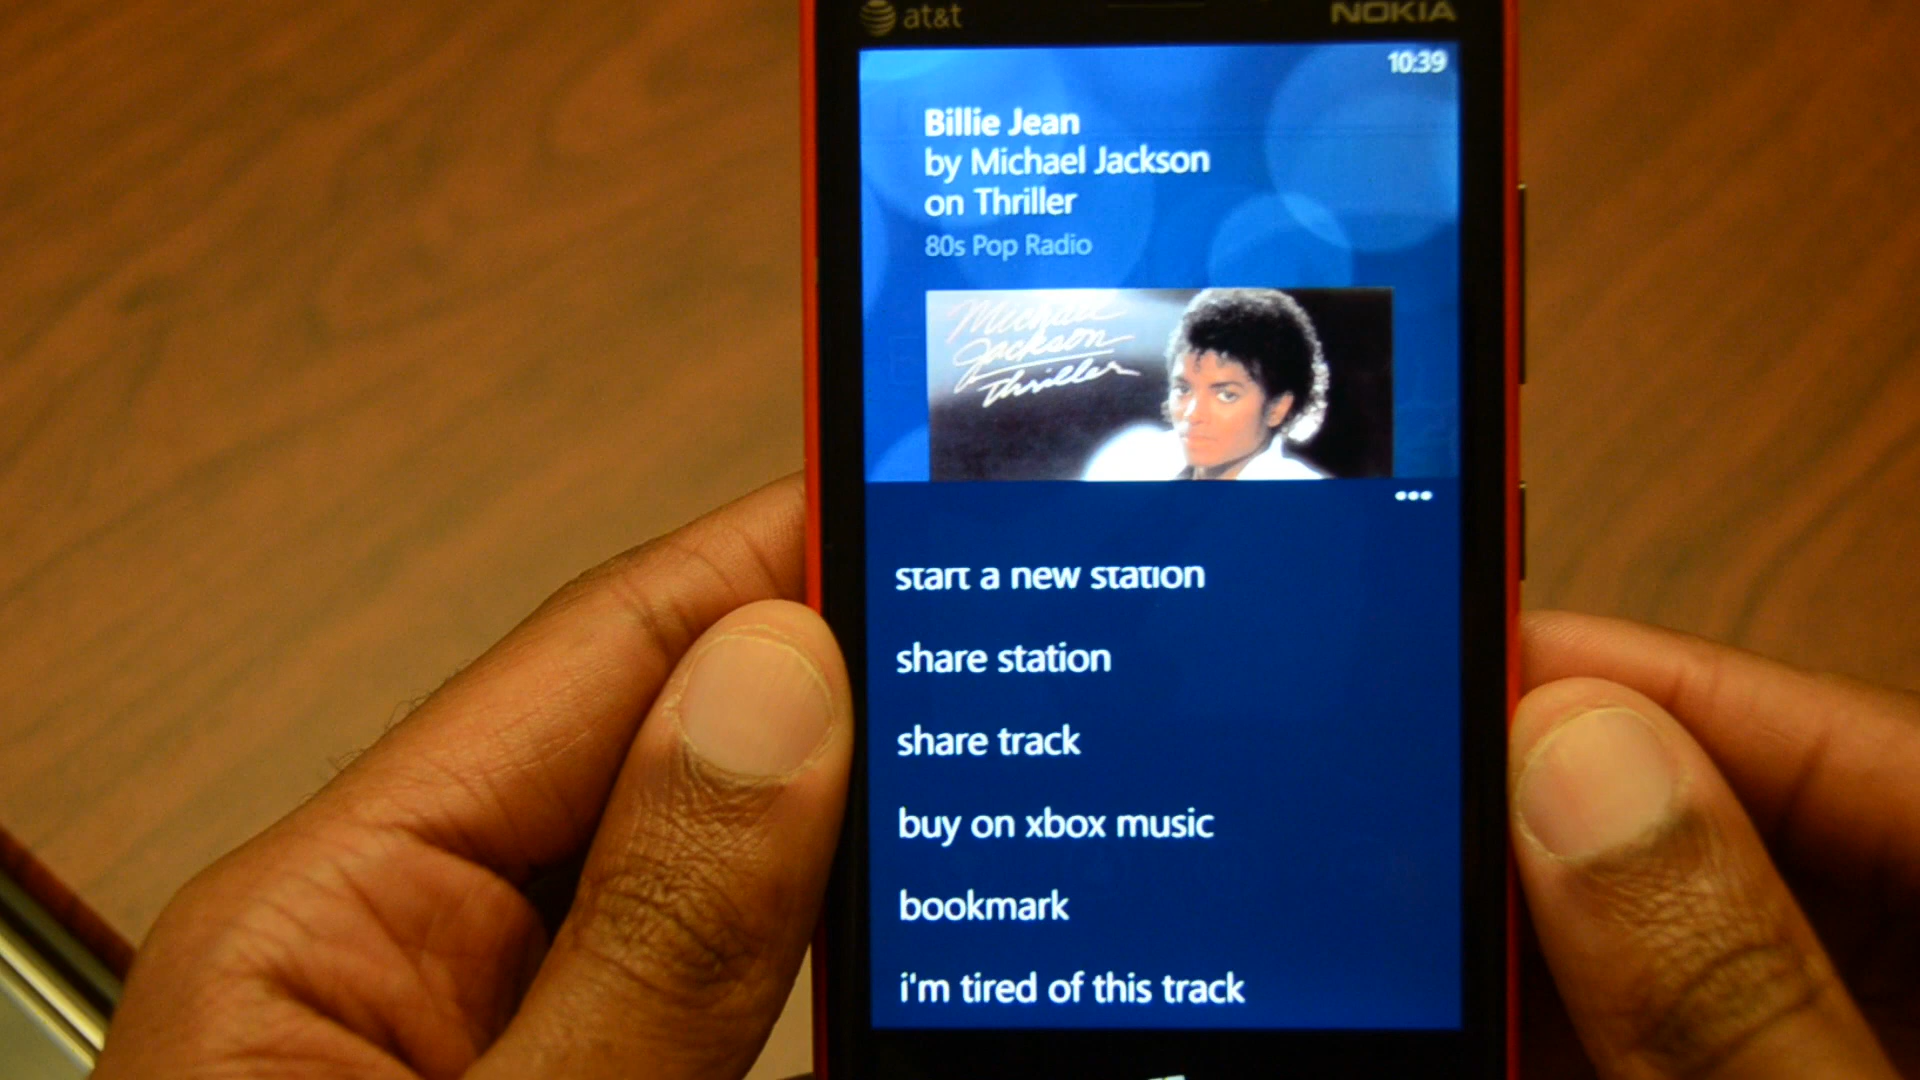 at&t
NOKIA
10:39
Billie Jean
by Michael Jackson
on Thriller
80s Pop Radio
Michael
Jackson
Thriller
start a new station
share station
share track
buy on xbox music
bookmark
i'm tired of this track